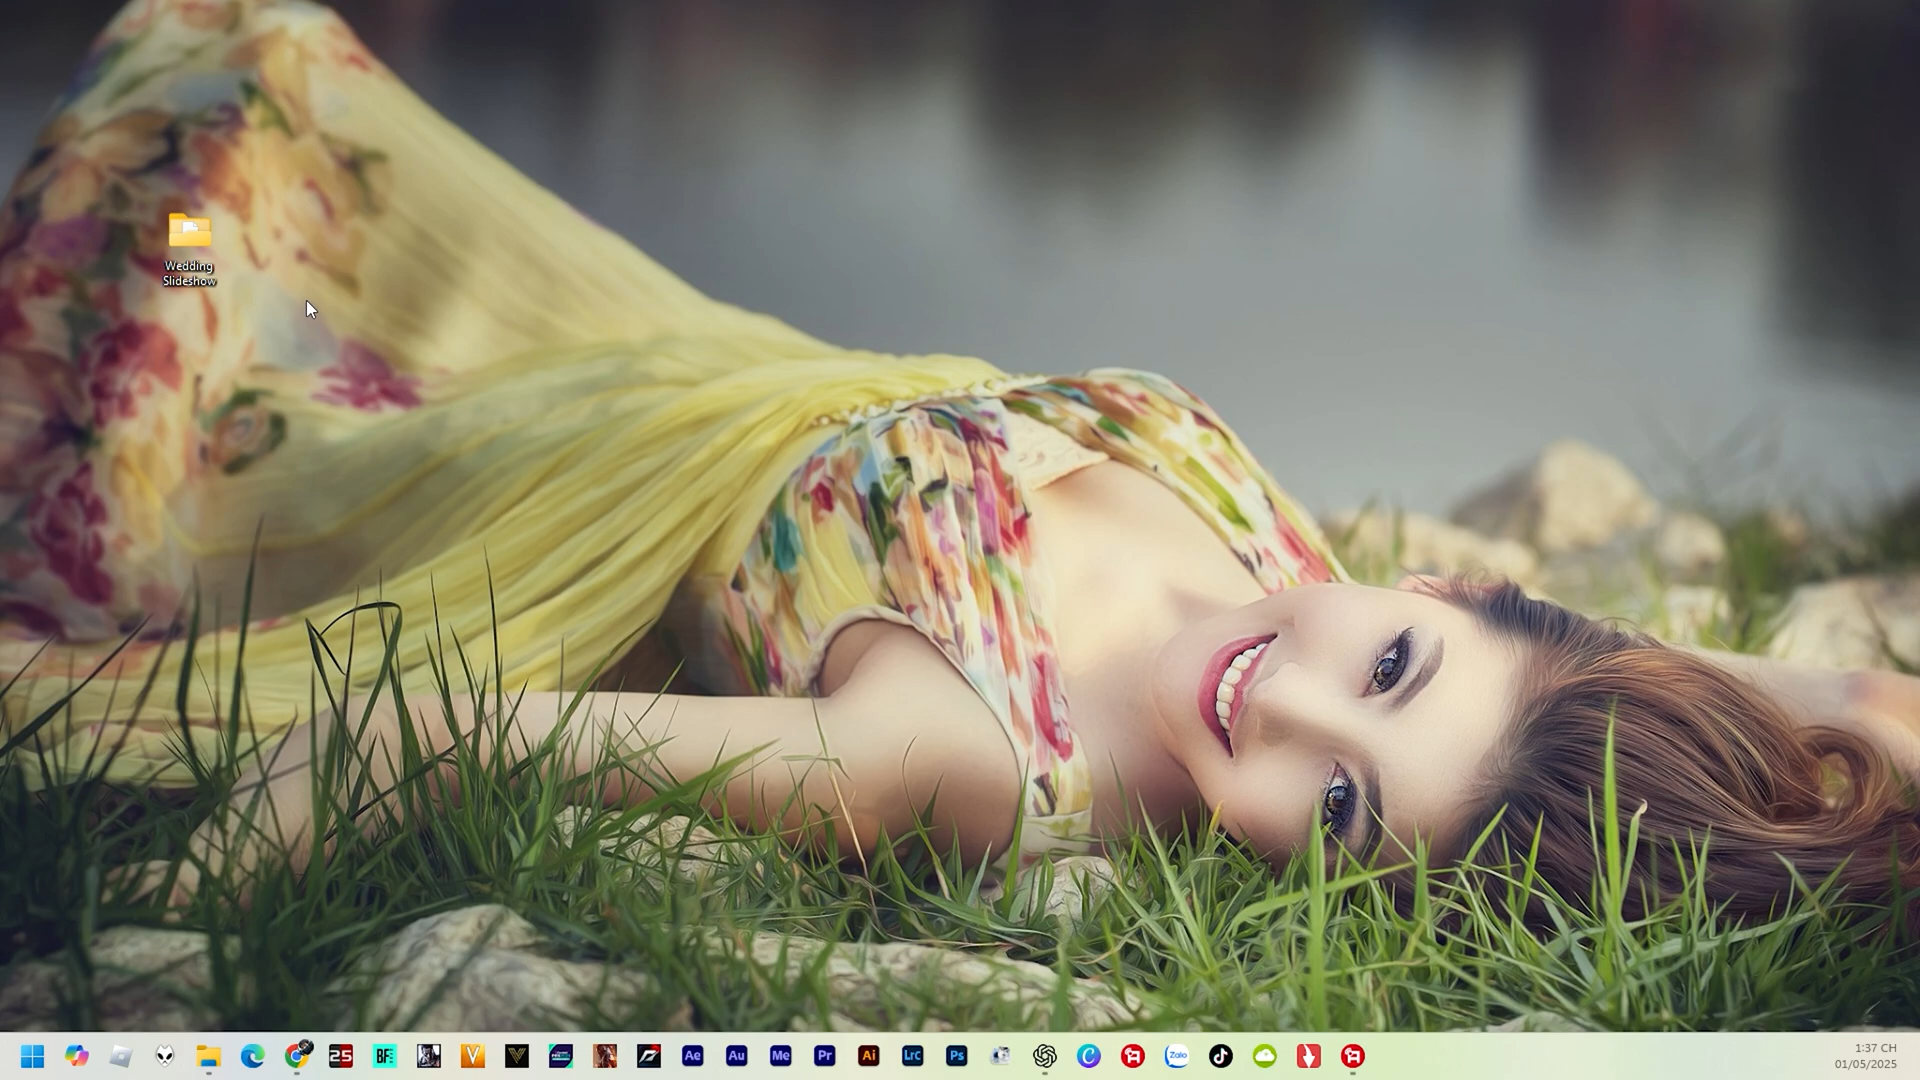 Wedding
Slideshow
25
BF
V
Ae
Au
Me
Pr
Ai
LrC
Ps
Zalo
1:37 CH
01/05/2025